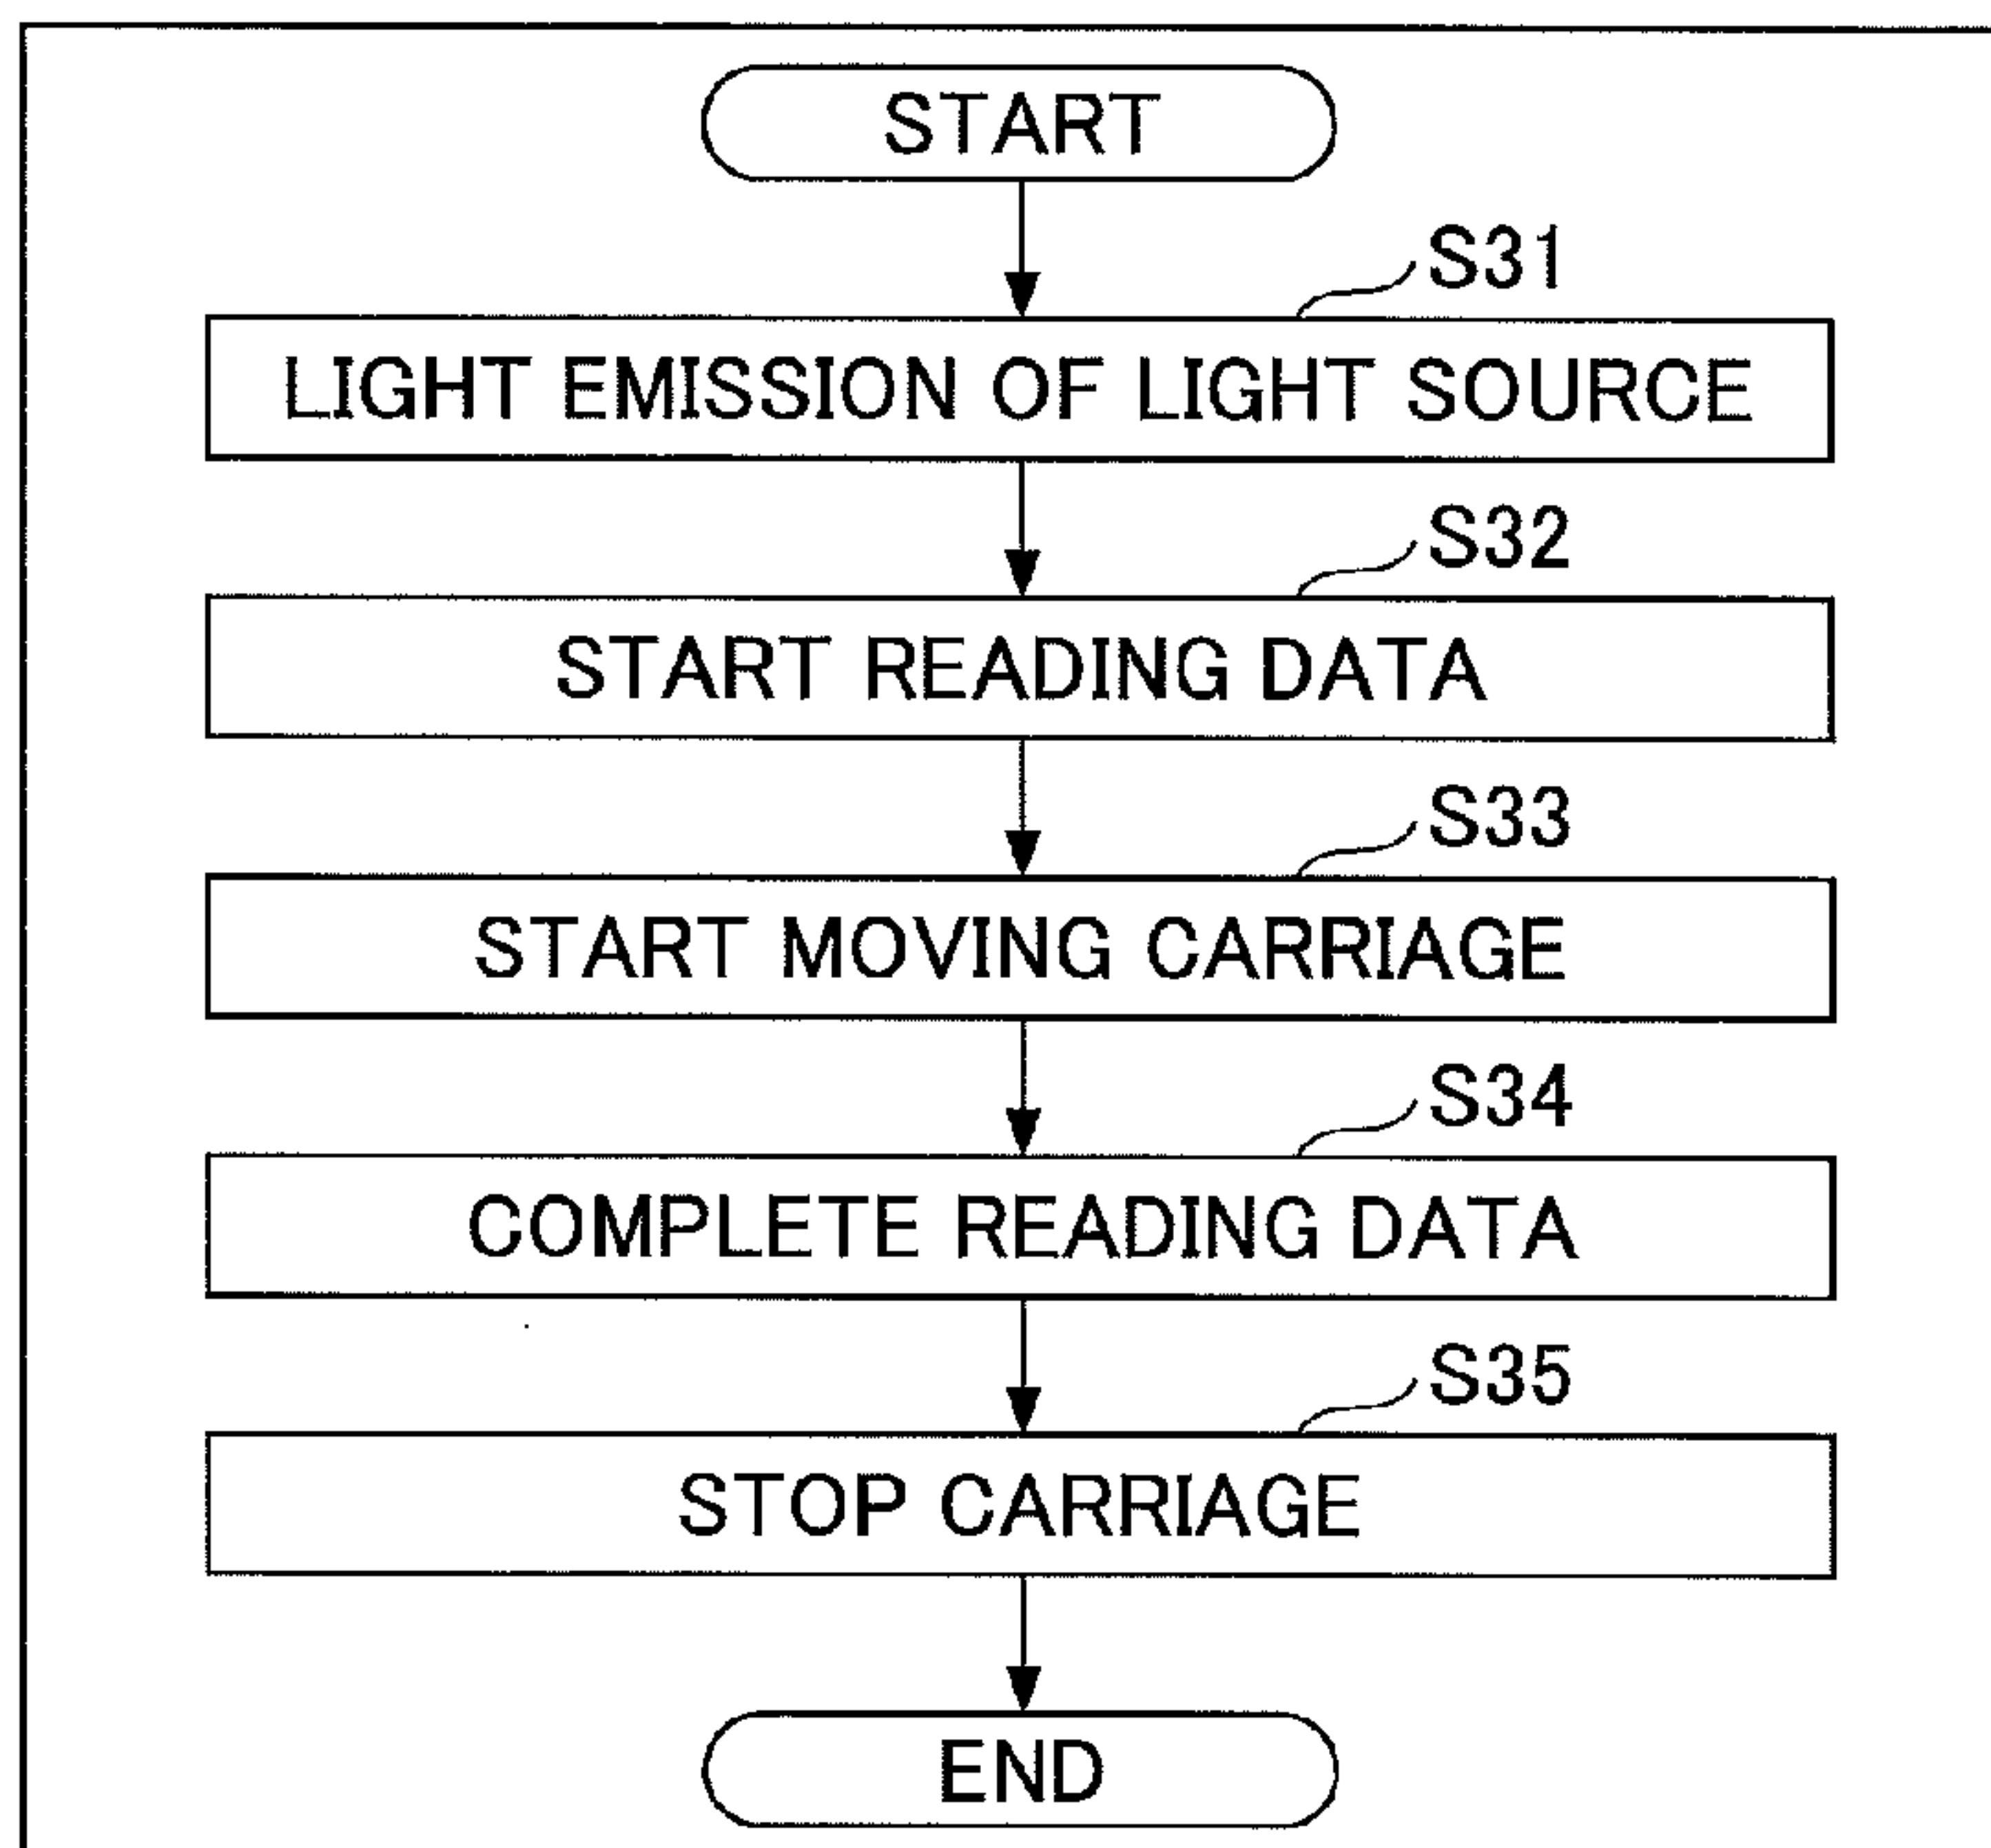 START
S31
LIGHT EMISSION OF LIGHT SOURCE
S32
START READING DATA
S33
START MOVING CARRIAGE
S34
COMPLETE READING DATA
S35
STOP CARRIAGE
END